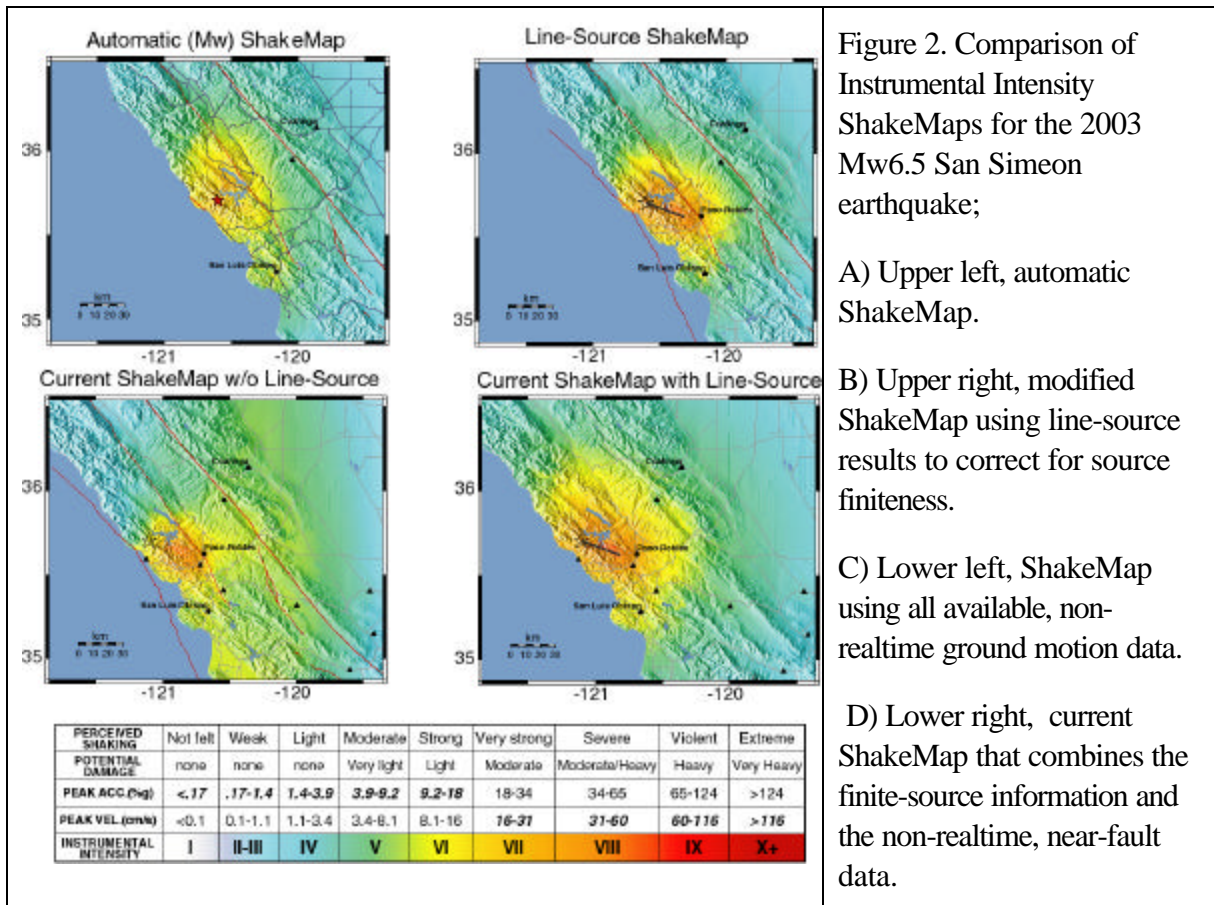 Automatic (Mw) ShakeMap
36
35
km
0 10 20 30
-121
-120
San Luis Obispo
Line-Source ShakeMap
36
35
km
0 10 20 30
-121
-120
Coalinga
Paso Robles
San Luis Obispo
Current ShakeMap w/o Line-Source
36
35
km
0 10 20 30
-121
-120
Coalinga
Paso Robles
San Luis Obispo
Current ShakeMap with Line-Source
36
35
km
0 10 20 30
-121
-120
Coalinga
Paso Robles
San Luis Obispo
PERCEIVED SHAKING Not felt Weak Light Moderate Strong Very strong Severe Violent Extreme
POTENTIAL DAMAGE none none none Very light Light Moderate Moderate/Heavy Heavy Very Heavy
PEAK ACC.(%g) <.17 .17-1.4 1.4-3.9 3.9-9.2 9.2-18 18-34 34-65 65-124 >124
PEAK VEL.(cm/s) <0.1 0.1-1.1 1.1-3.4 3.4-8.1 8.1-16 16-31 31-60 60-116 >116
INSTRUMENTAL INTENSITY I II-III IV V VI VII VIII IX X+
Figure 2. Comparison of
Instrumental Intensity
ShakeMaps for the 2003
Mw6.5 San Simeon
earthquake;
A) Upper left, automatic
ShakeMap.
B) Upper right, modified
ShakeMap using line-source
results to correct for source
finiteness.
C) Lower left, ShakeMap
using all available, non-
realtime ground motion data.
D) Lower right, current
ShakeMap that combines the
finite-source information and
the non-realtime, near-fault
data.